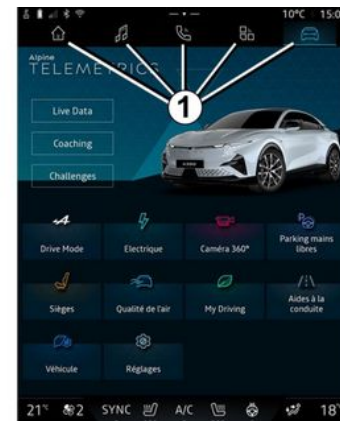 10°C 15:0
Alpine
TELEMETRICS
1
Live Data
Coaching
Challenges
Drive Mode
Electrique
Caméra 360°
Parking mains
libres
Sièges
Qualité de l'air
My Driving
Aides à la
conduite
Véhicule
Réglages
21°c 2 SYNC A/C 18°